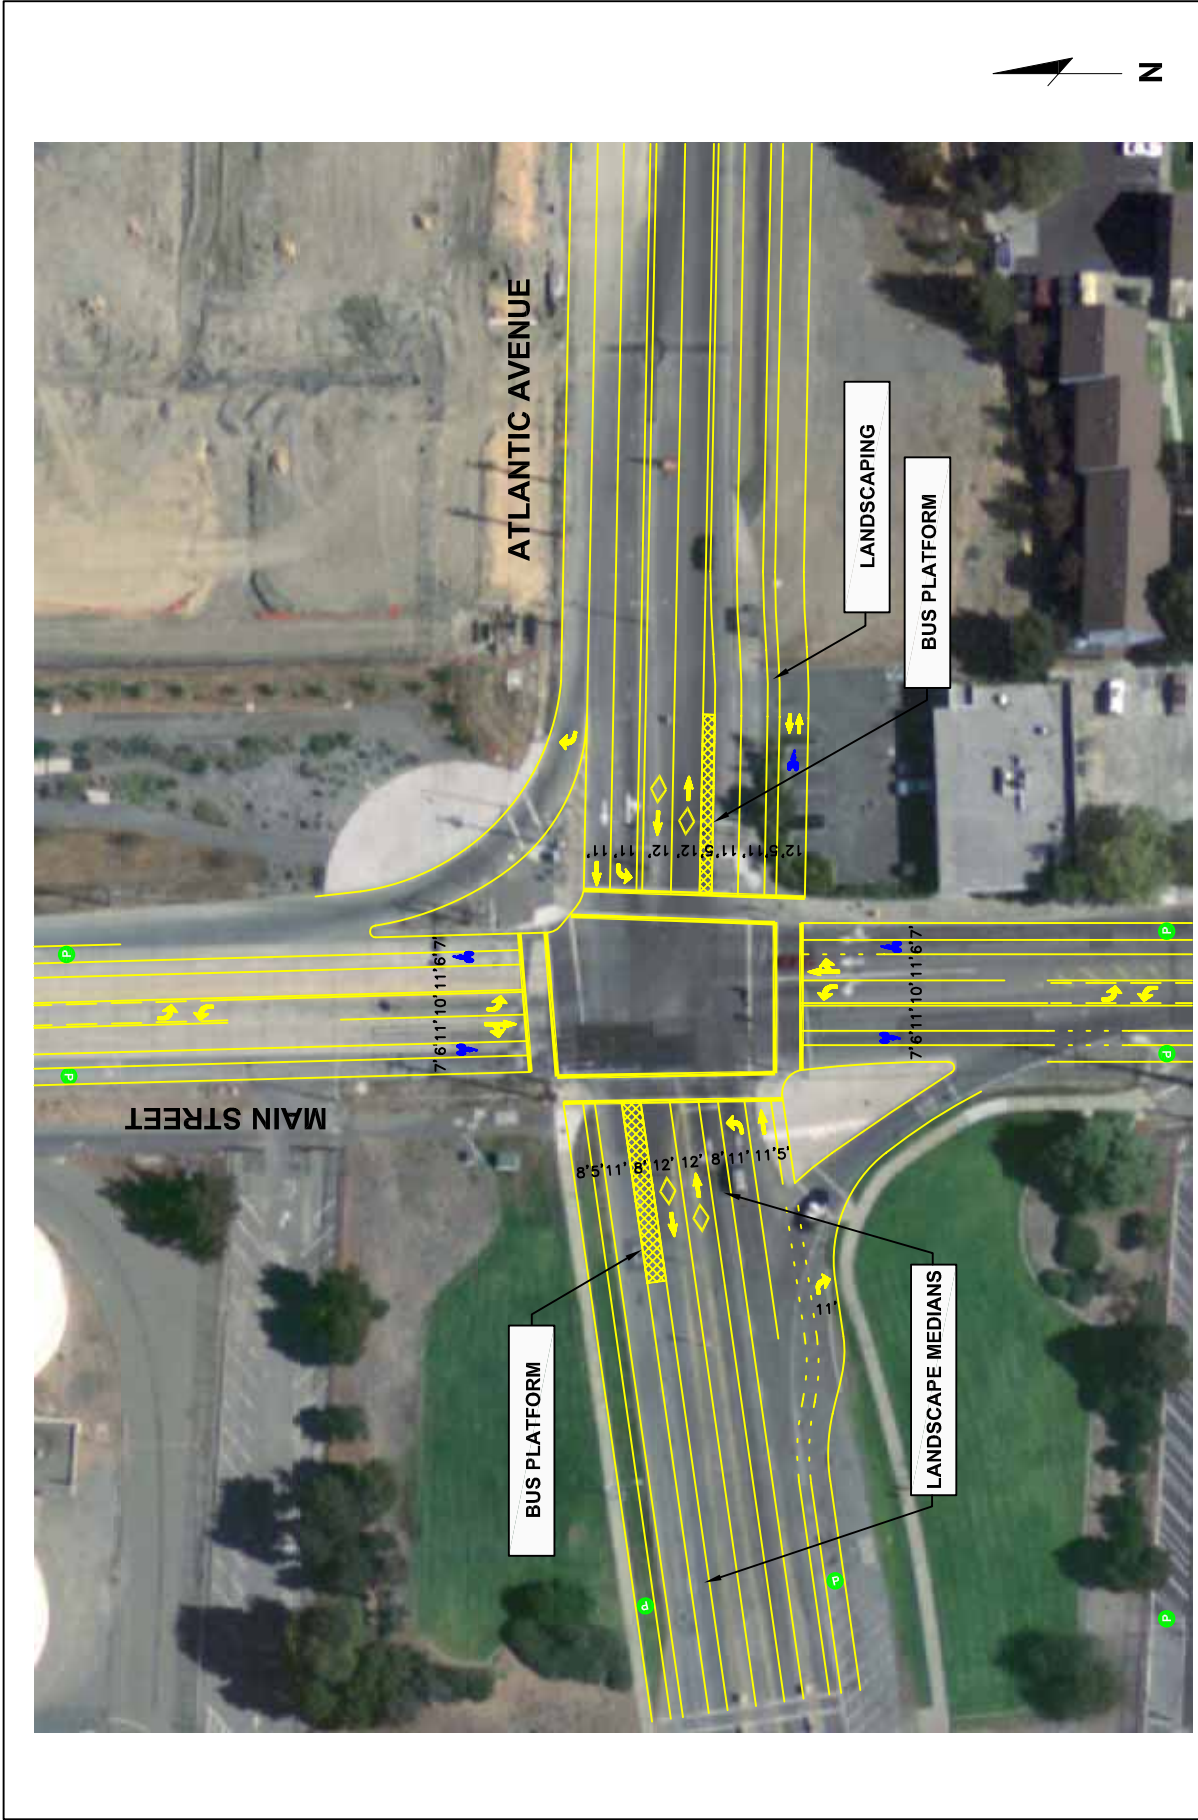 N
ATLANTIC AVENUE
MAIN STREET
LANDSCAPING
BUS PLATFORM
BUS PLATFORM
LANDSCAPE MEDIANS
7' 6' 11' 10' 11' 6' 7'
7' 6' 11' 10' 11' 6' 7'
11' 11' 12' 12' 5' 11' 11' 5' 12'
8' 5' 11' 8' 12' 12' 8' 11' 11' 5'
11'
P
P
P
P
P
P
P